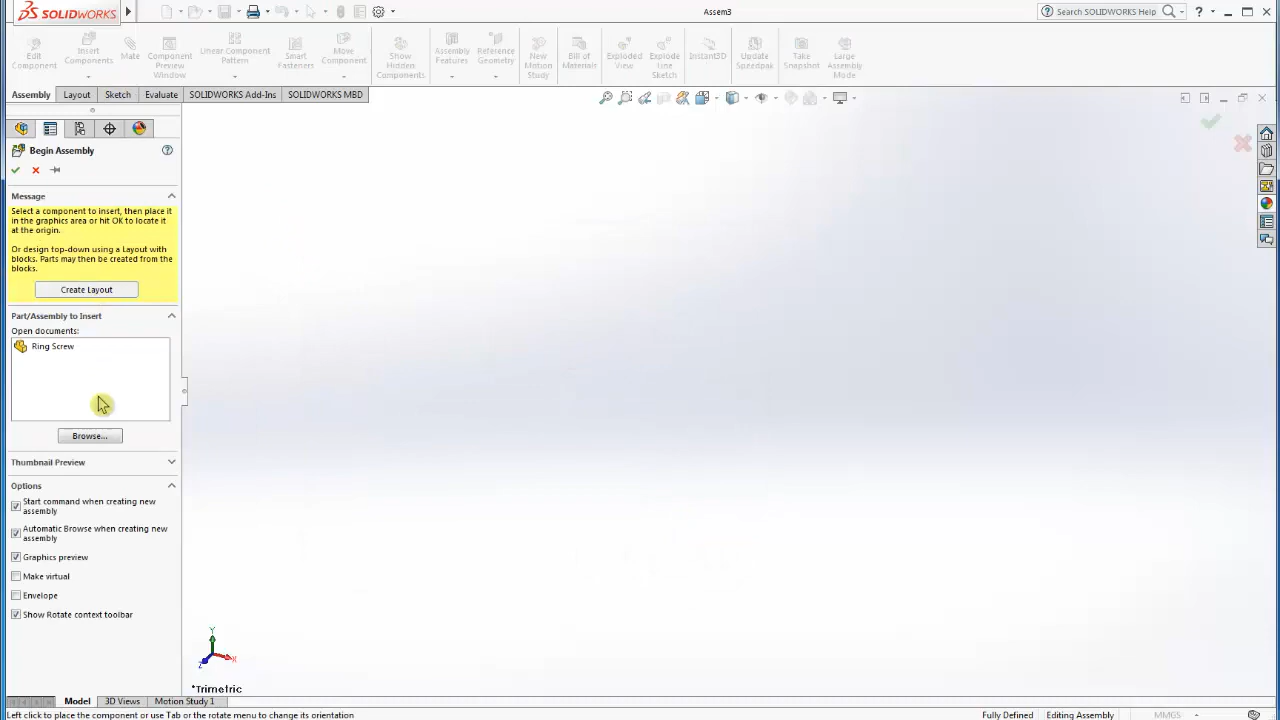 SOLIDWORKS
Assem3
Search SOLIDWORKS Help
Edit Component
Insert Components
Mate
Component Preview Window
Linear Component Pattern
Smart Fasteners
Move Component
Show Hidden Components
Assembly Features
Reference Geometry
New Motion Study
Bill of Materials
Exploded View
Explode Line Sketch
Instant3D
Update Speedpak
Take Snapshot
Large Assembly Mode
Assembly Layout Sketch Evaluate SOLIDWORKS Add-Ins SOLIDWORKS MBD
Begin Assembly
Message
Select a component to insert, then place it
in the graphics area or hit OK to locate it
at the origin.
Or design top-down using a Layout with
blocks. Parts may then be created from the
blocks.
Create Layout
Part/Assembly to Insert
Open documents:
Ring Screw
Browse...
Thumbnail Preview
Options
Start command when creating new
assembly
Automatic Browse when creating new
assembly
Graphics preview
Make virtual
Envelope
Show Rotate context toolbar
Y
X
Z
*Trimetric
Model 3D Views Motion Study 1
Left click to place the component or use Tab or the rotate menu to change its orientation
Fully Defined Editing Assembly MMGS